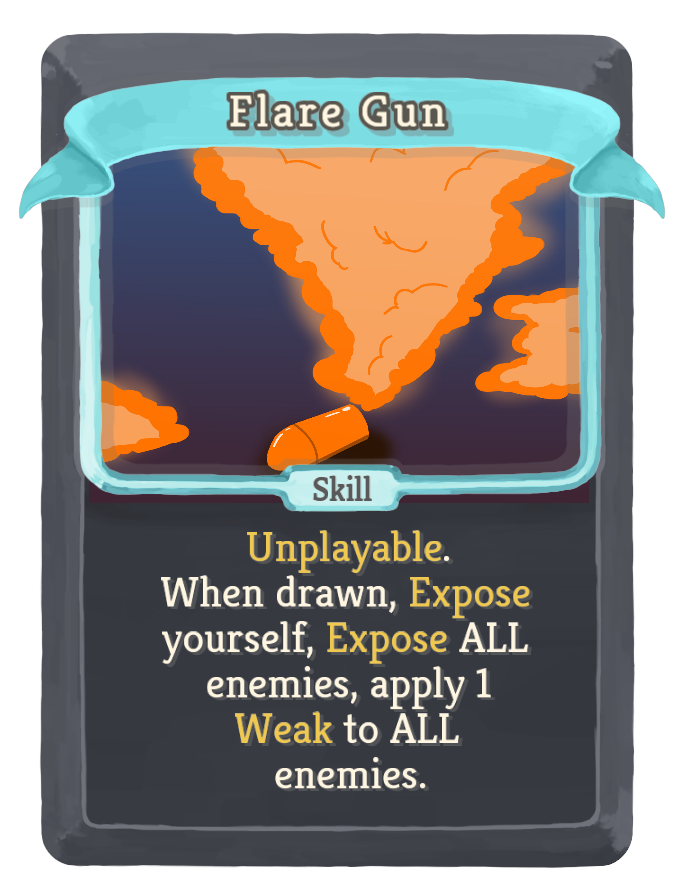 Flare Gun
Skill
Unplayable.
When drawn, Expose
yourself, Expose ALL
enemies, apply 1
Weak to ALL
enemies.